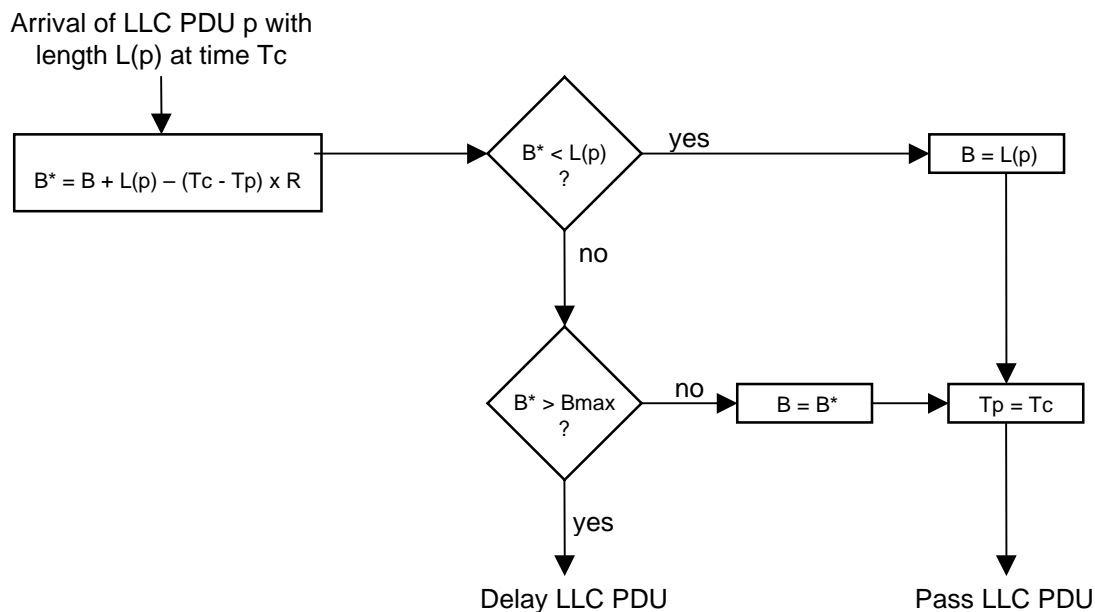 Arrival of LLC PDU p with
length L(p) at time Tc
B* = B + L(p) – (Tc - Tp) x R
B* < L(p)
?
yes
B = L(p)
no
B* > Bmax
?
no
B = B*
Tp = Tc
yes
Delay LLC PDU
Pass LLC PDU